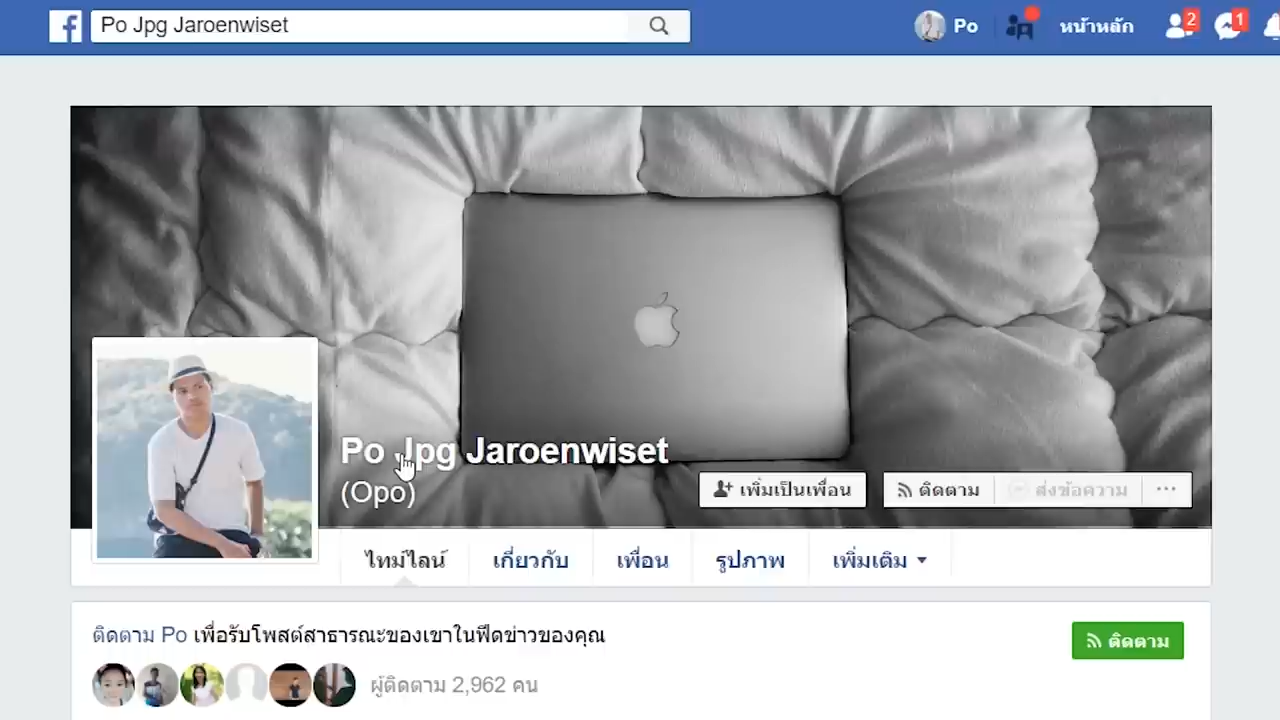 Po Jpg Jaroenwiset
Po
หน้าหลัก
2
1
Po Jpg Jaroenwiset
(Opo)
เพิ่มเป็นเพื่อน
ติดตาม
ส่งข้อความ
ไทม์ไลน์
เกี่ยวกับ
เพื่อน
รูปภาพ
เพิ่มเติม
ติดตาม Po เพื่อรับโพสต์สาธารณะของเขาในฟีดข่าวของคุณ
ติดตาม
ผู้ติดตาม 2,962 คน